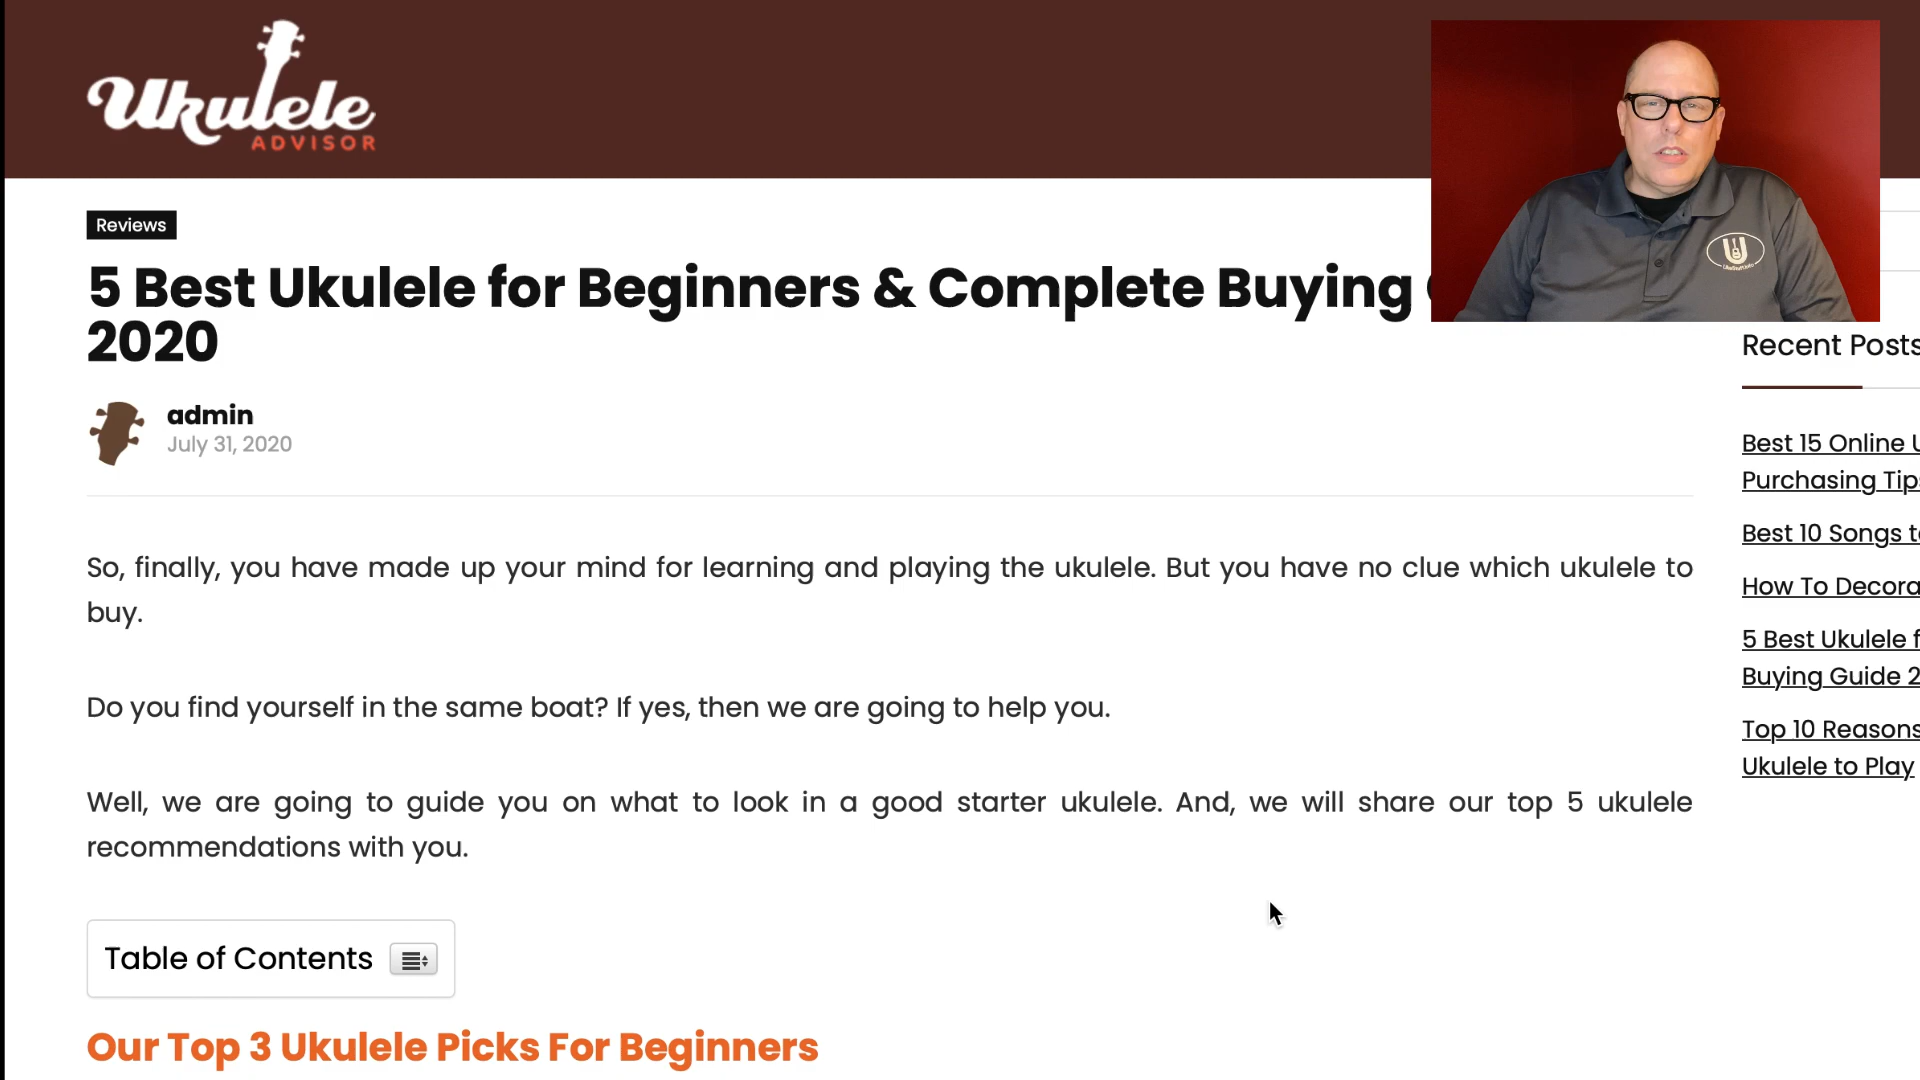 Ukulele
ADVISOR
Reviews
5 Best Ukulele for Beginners & Complete Buying
2020
admin
July 31, 2020
So, finally, you have made up your mind for learning and playing the ukulele. But you have no clue which ukulele to
buy.
Do you find yourself in the same boat? If yes, then we are going to help you.
Well, we are going to guide you on what to look in a good starter ukulele. And, we will share our top 5 ukulele
recommendations with you.
Table of Contents
Our Top 3 Ukulele Picks For Beginners
U
Recent Posts
Best 15 Online
Purchasing Tips
Best 10 Songs
How To
5 Best Ukulele
Buying Guide
Top 10 Reasons
Ukulele to Play